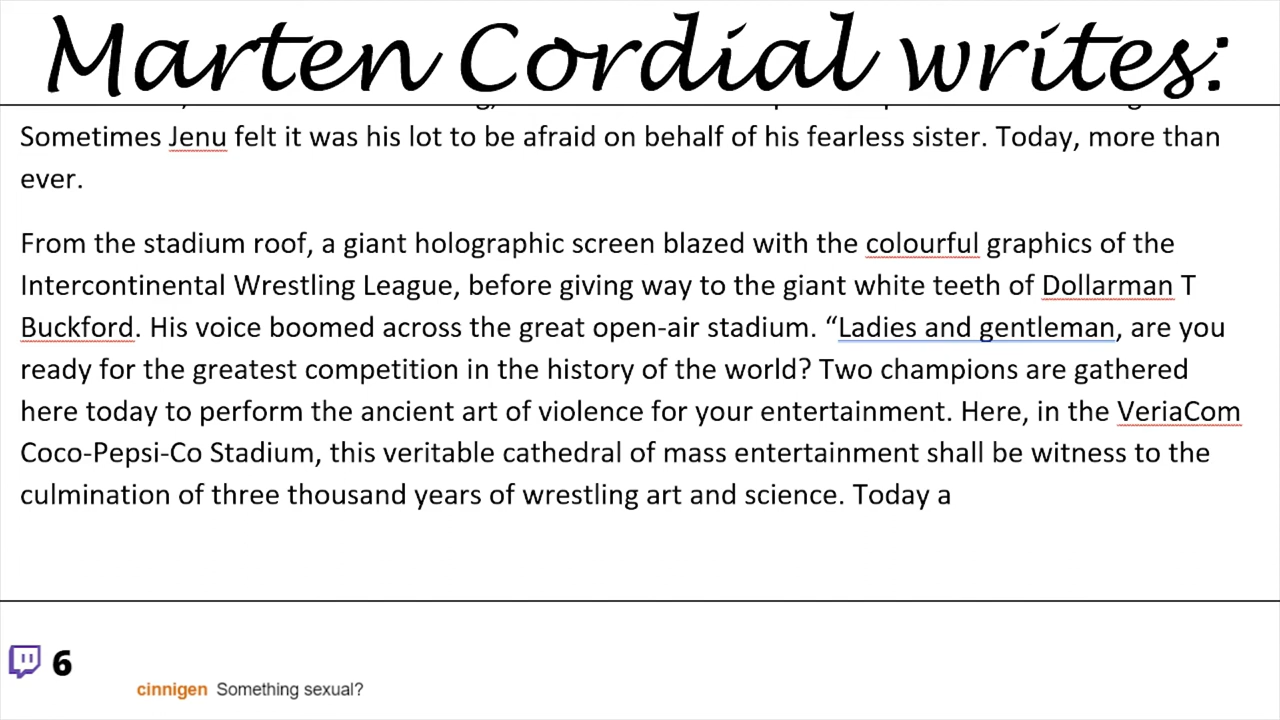 Marten Cordial writes:
Sometimes Jenu felt it was his lot to be afraid on behalf of his fearless sister. Today, more than
ever.
From the stadium roof, a giant holographic screen blazed with the colourful graphics of the
Intercontinental Wrestling League, before giving way to the giant white teeth of Dollarman T
Buckford. His voice boomed across the great open-air stadium. “Ladies and gentleman, are you
ready for the greatest competition in the history of the world? Two champions are gathered
here today to perform the ancient art of violence for your entertainment. Here, in the VeriaCom
Coco-Pepsi-Co Stadium, this veritable cathedral of mass entertainment shall be witness to the
culmination of three thousand years of wrestling art and science. Today a
6
cinnigen Something sexual?